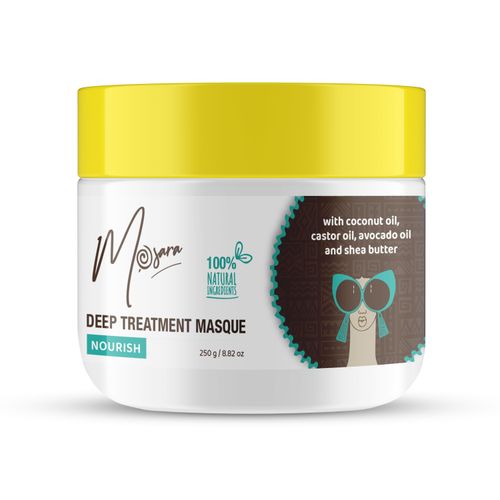 Mosara
100%
NATURAL
INGREDIENTS
DEEP TREATMENT MASQUE
NOURISH
250 g / 8.82 oz
with coconut oil,
castor oil, avocado oil
and shea butter